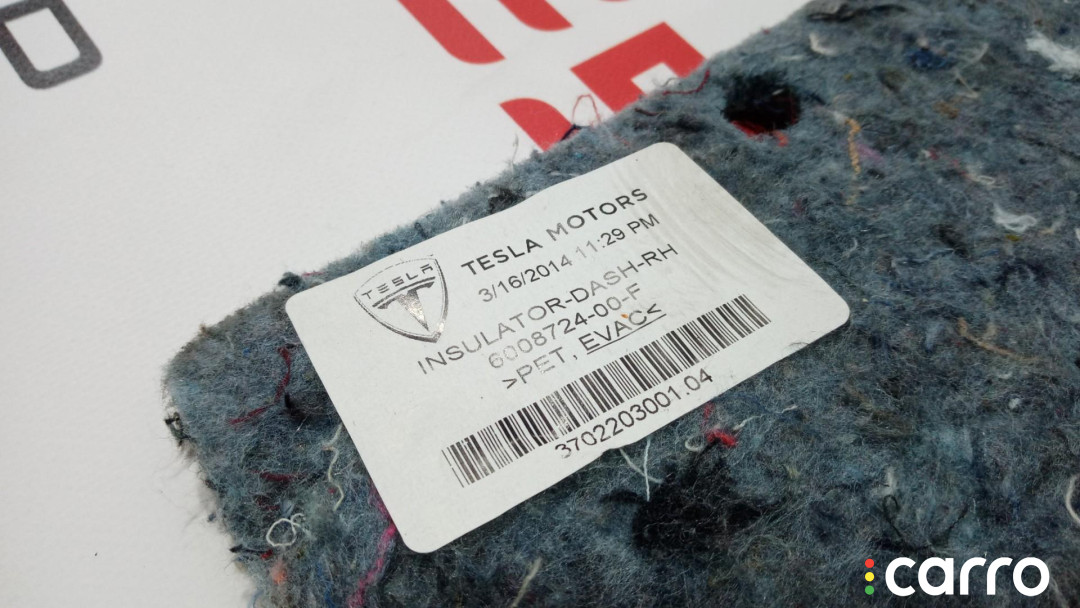 TESLA
TESLA MOTORS
3/16/2014 11:29 PM
INSULATOR-DASH-RH
6008724-00-F
>PET, EVAC<
3702203001.04
carro